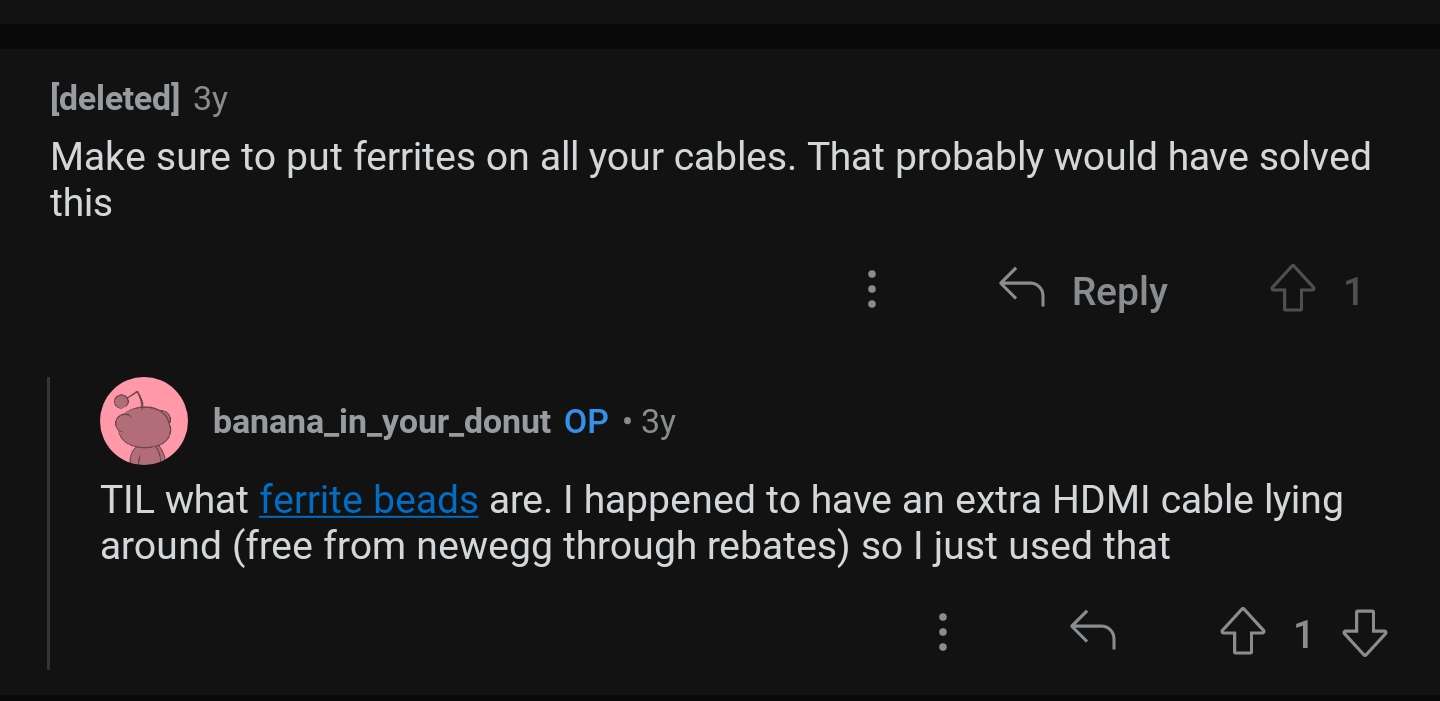 [deleted] 3y
Make sure to put ferrites on all your cables. That probably would have solved
this
Reply 1
banana_in_your_donut OP • 3y
TIL what ferrite beads are. I happened to have an extra HDMI cable lying
around (free from newegg through rebates) so I just used that
1